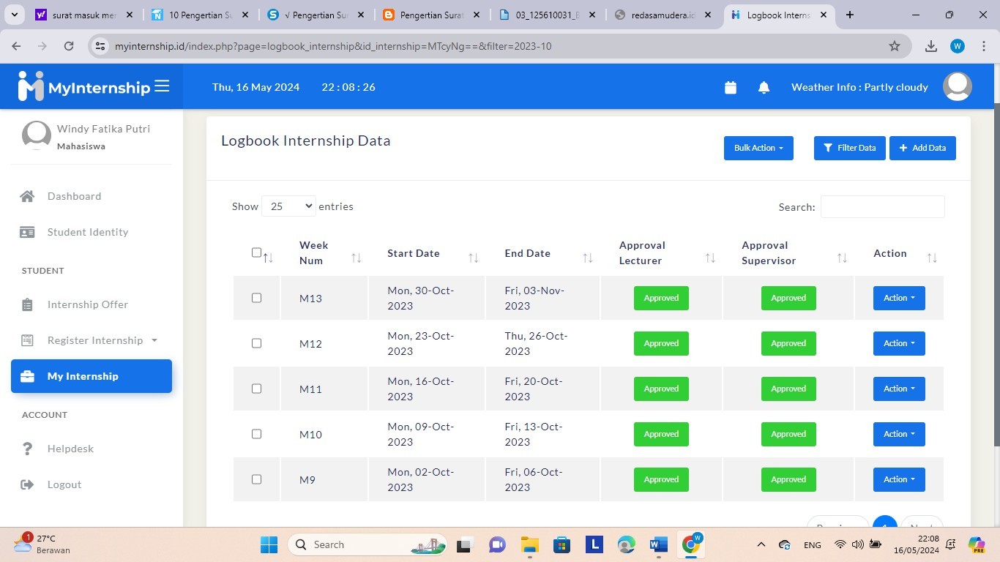 surat masuk me
10 Pengertian Su
√ Pengertian Su
Pengertian Surat
03_125610031_B
redasamudera.id
Logbook Interns
myinternship.id/index.php?page=logbook_internship&id_internship=MTcyNg==&filter=2023-10
W
MyInternship
Thu, 16 May 2024
22 : 08 : 26
Weather Info : Partly cloudy
Windy Fatika Putri
Mahasiswa
Dashboard
Student Identity
STUDENT
Internship Offer
Register Internship
My Internship
ACCOUNT
Helpdesk
Logout
Logbook Internship Data
Bulk Action
Filter Data
Add Data
Show 25 entries
Search:
Week Num
Start Date
End Date
Approval Lecturer
Approval Supervisor
Action
M13
Mon, 30-Oct-2023
Fri, 03-Nov-2023
Approved
Approved
Action
M12
Mon, 23-Oct-2023
Thu, 26-Oct-2023
Approved
Approved
Action
M11
Mon, 16-Oct-2023
Fri, 20-Oct-2023
Approved
Approved
Action
M10
Mon, 09-Oct-2023
Fri, 13-Oct-2023
Approved
Approved
Action
M9
Mon, 02-Oct-2023
Fri, 06-Oct-2023
Approved
Approved
Action
1
1
27°C
Berawan
Search
L
W
W
ENG
22:08
16/05/2024
PRE